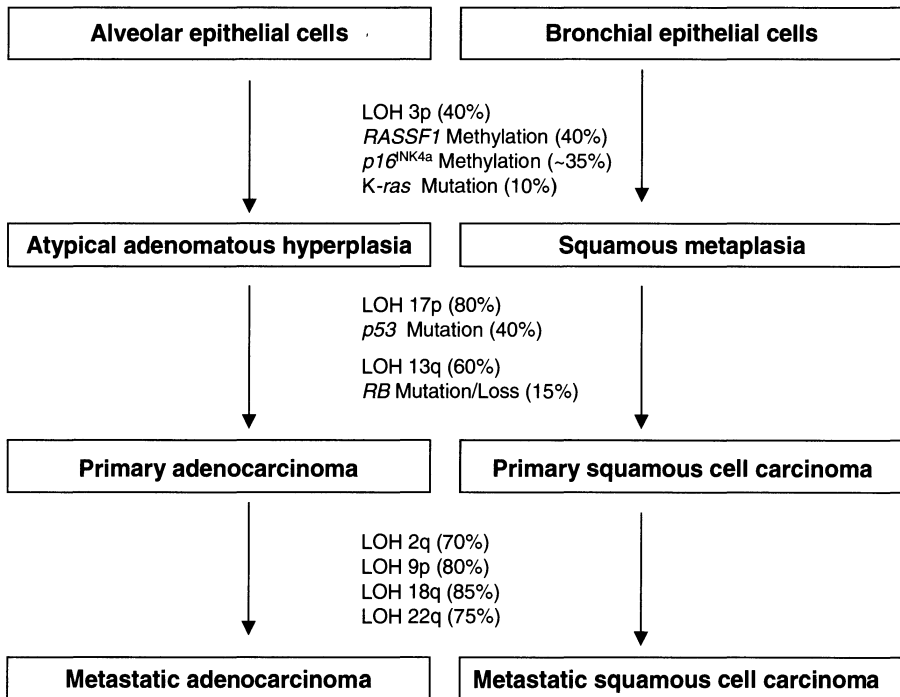 Alveolar epithelial cells
Bronchial epithelial cells
LOH 3p (40%)
RASSF1 Methylation (40%)
p16INK4a Methylation (~35%)
K-ras Mutation (10%)
Atypical adenomatous hyperplasia
Squamous metaplasia
LOH 17p (80%)
p53 Mutation (40%)
LOH 13q (60%)
RB Mutation/Loss (15%)
Primary adenocarcinoma
Primary squamous cell carcinoma
LOH 2q (70%)
LOH 9p (80%)
LOH 18q (85%)
LOH 22q (75%)
Metastatic adenocarcinoma
Metastatic squamous cell carcinoma